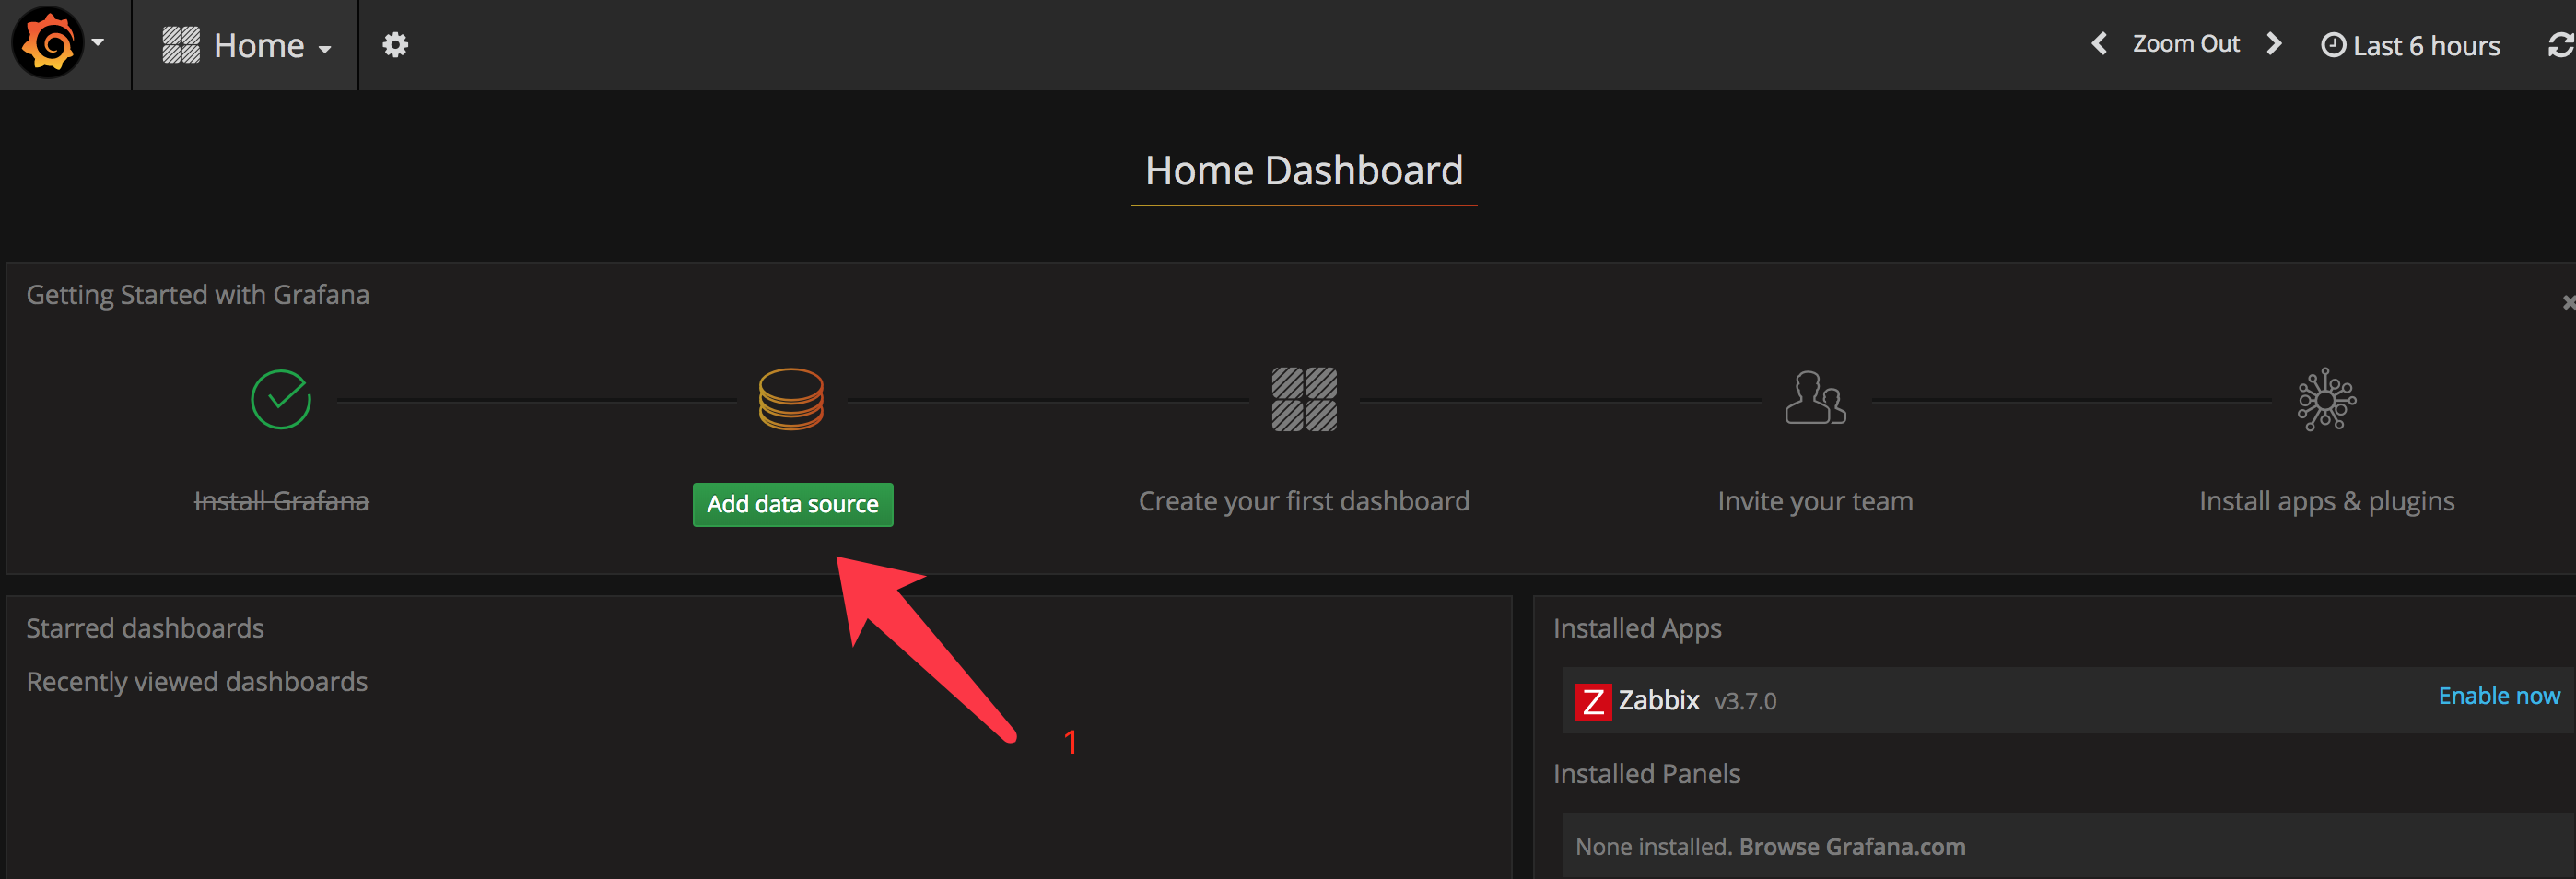 Home
Zoom Out
Last 6 hours
Home Dashboard
Getting Started with Grafana
Install Grafana
Add data source
Create your first dashboard
Invite your team
Install apps & plugins
Starred dashboards
Recently viewed dashboards
1
Installed Apps
Z Zabbix v3.7.0
Enable now
Installed Panels
None installed. Browse Grafana.com